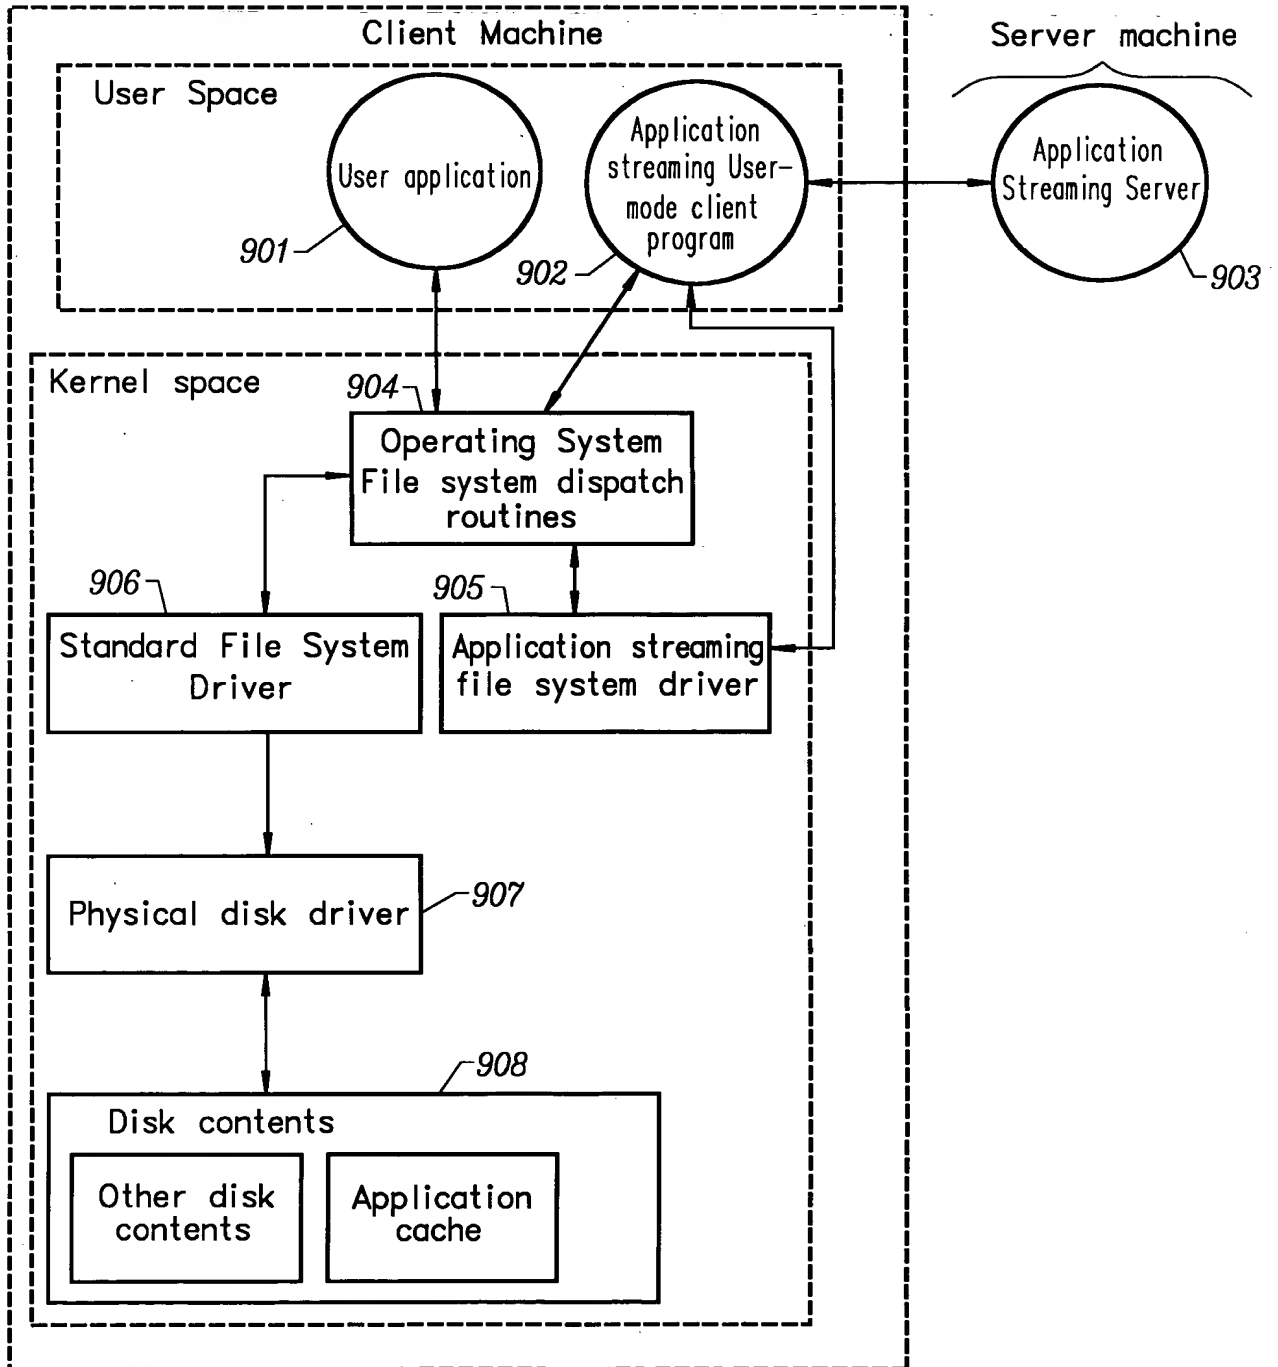 Client Machine
Server machine
User Space
User application
901
Application
streaming User-
mode client
program
902
Application
Streaming Server
903
Kernel space
904
Operating System
File system dispatch
routines
906
Standard File System
Driver
905
Application streaming
file system driver
Physical disk driver
907
908
Disk contents
Other disk
contents
Application
cache